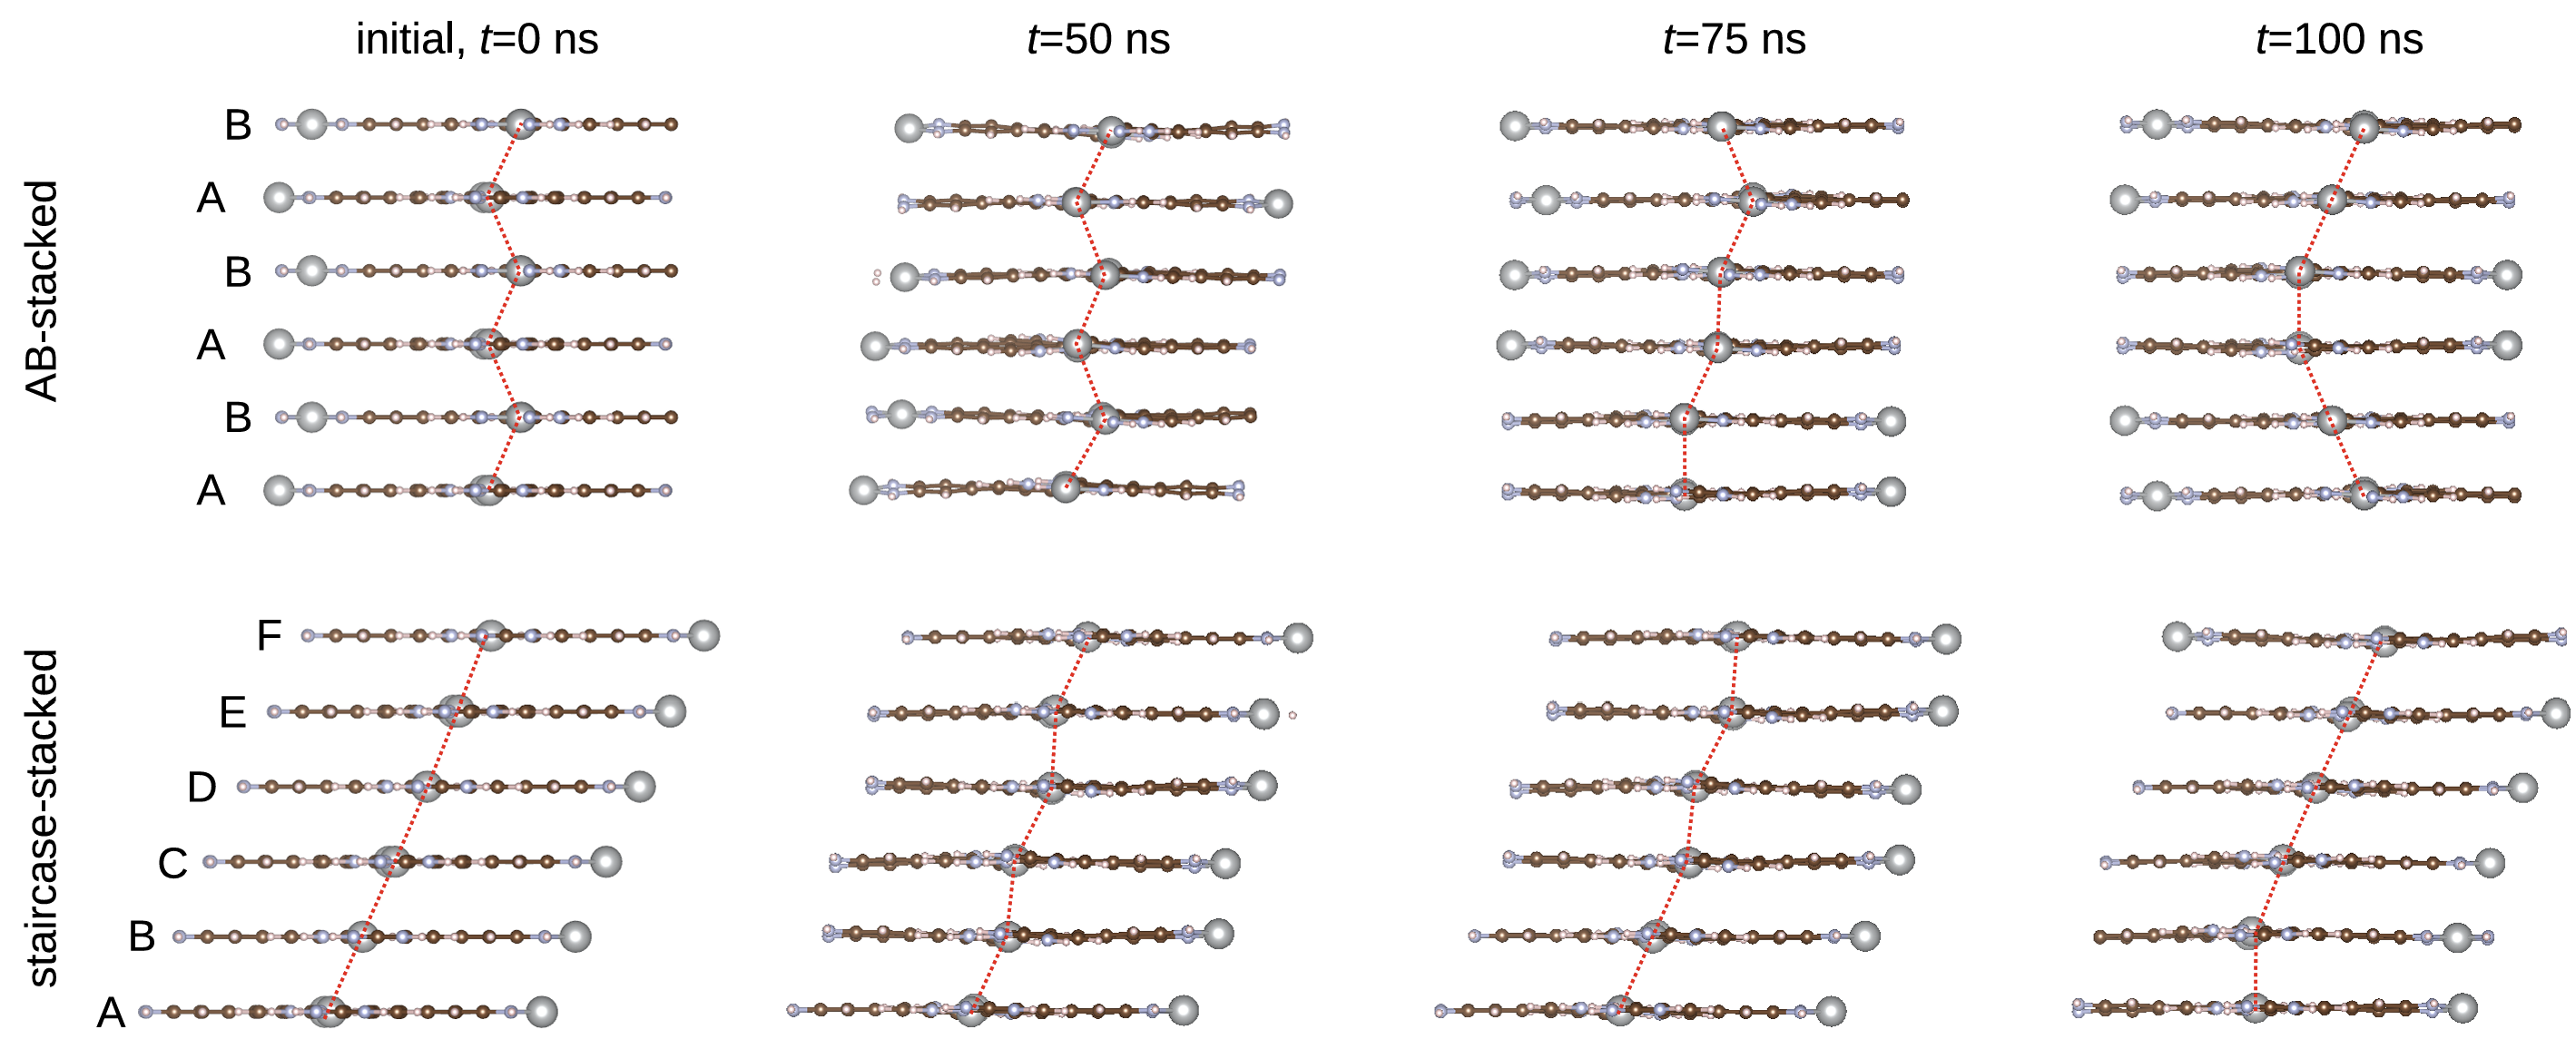 initial, t=0 ns
t=50 ns
t=75 ns
t=100 ns
AB-stacked
B
A
B
A
B
A
staircase-stacked
F
E
D
C
B
A